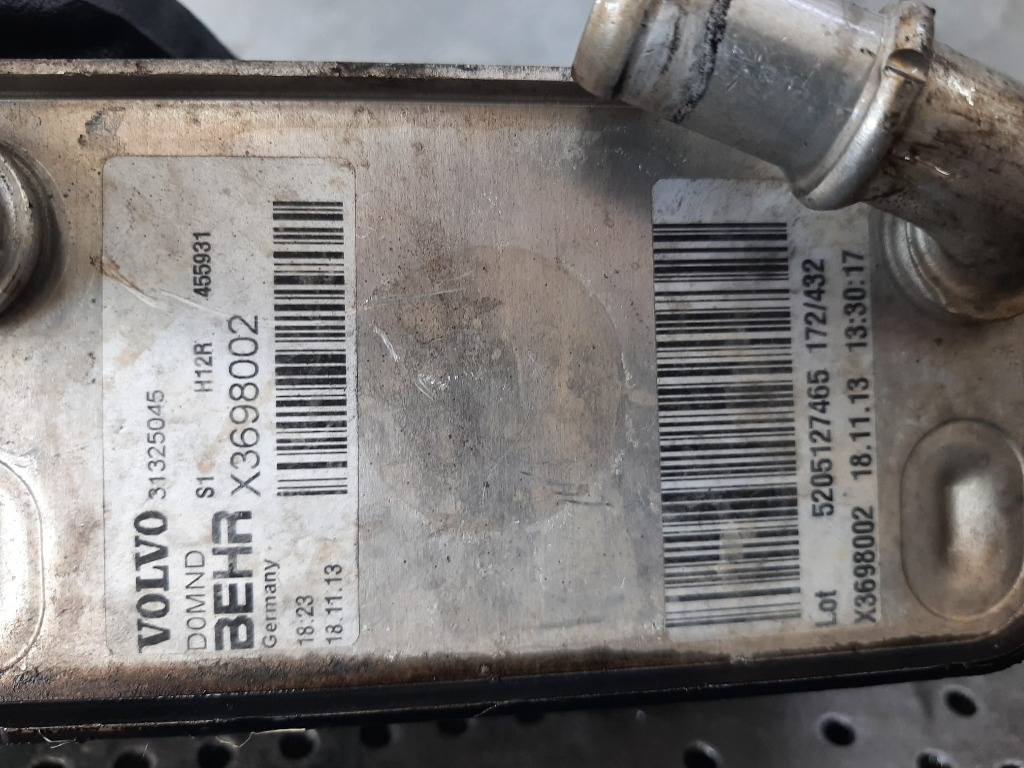 VOLVO 31325045
DOMND S1 H12R 455931
BEHR X3698002
Germany
18:23
18.11.13
Lot 5205127465 172/432
X3698002 18.11.13 13:30:17